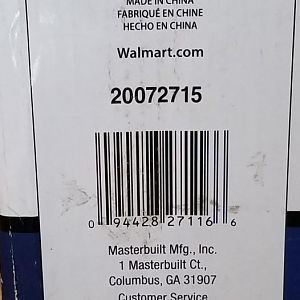 MADE IN CHINA
FABRIQUÉ EN CHINE
HECHO EN CHINA
Walmart.com
20072715
0 94428 27116 6
Masterbuilt Mfg., Inc.
1 Masterbuilt Ct.,
Columbus, GA 31907
Customer Service